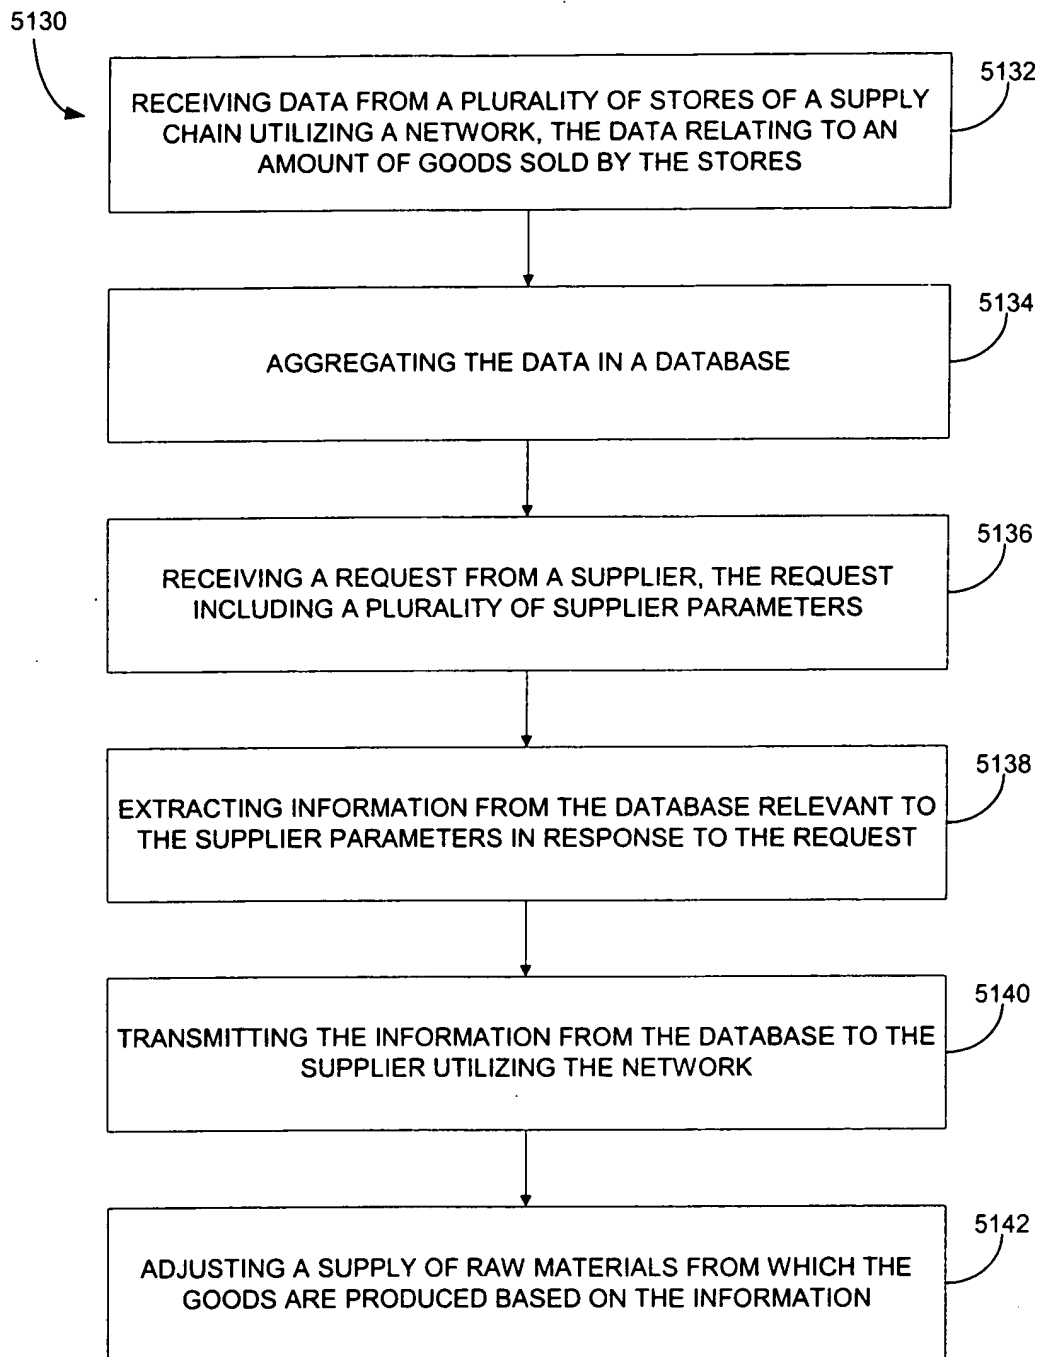 5130
5132
RECEIVING DATA FROM A PLURALITY OF STORES OF A SUPPLY
CHAIN UTILIZING A NETWORK, THE DATA RELATING TO AN
AMOUNT OF GOODS SOLD BY THE STORES
5134
AGGREGATING THE DATA IN A DATABASE
5136
RECEIVING A REQUEST FROM A SUPPLIER, THE REQUEST
INCLUDING A PLURALITY OF SUPPLIER PARAMETERS
5138
EXTRACTING INFORMATION FROM THE DATABASE RELEVANT TO
THE SUPPLIER PARAMETERS IN RESPONSE TO THE REQUEST
5140
TRANSMITTING THE INFORMATION FROM THE DATABASE TO THE
SUPPLIER UTILIZING THE NETWORK
5142
ADJUSTING A SUPPLY OF RAW MATERIALS FROM WHICH THE
GOODS ARE PRODUCED BASED ON THE INFORMATION